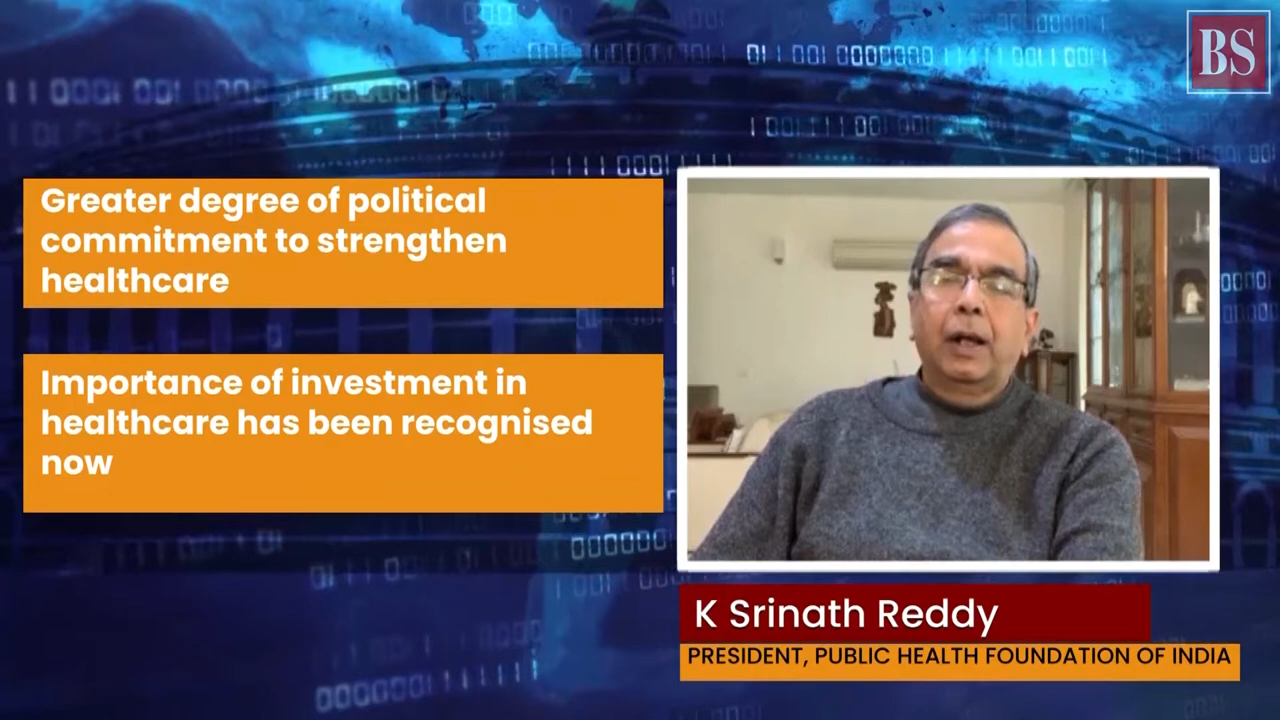 BS
Greater degree of political
commitment to strengthen
healthcare
Importance of investment in
healthcare has been recognised
now
K Srinath Reddy
PRESIDENT, PUBLIC HEALTH FOUNDATION OF INDIA